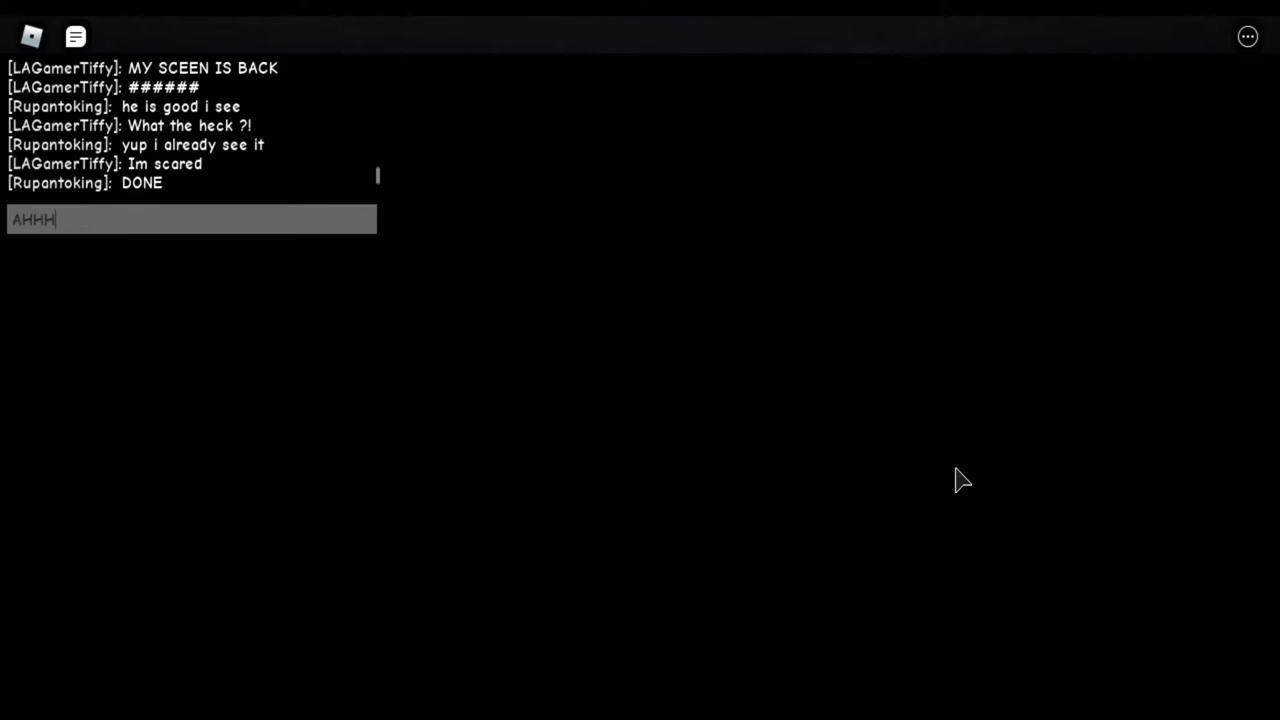 [LAGamerTiffy]: MY SCEEN IS BACK
[LAGamerTiffy]: ######
[Rupantoking]: he is good i see
[LAGamerTiffy]: What the heck ?!
[Rupantoking]: yup i already see it
[LAGamerTiffy]: Im scared
[Rupantoking]: DONE
AHHH